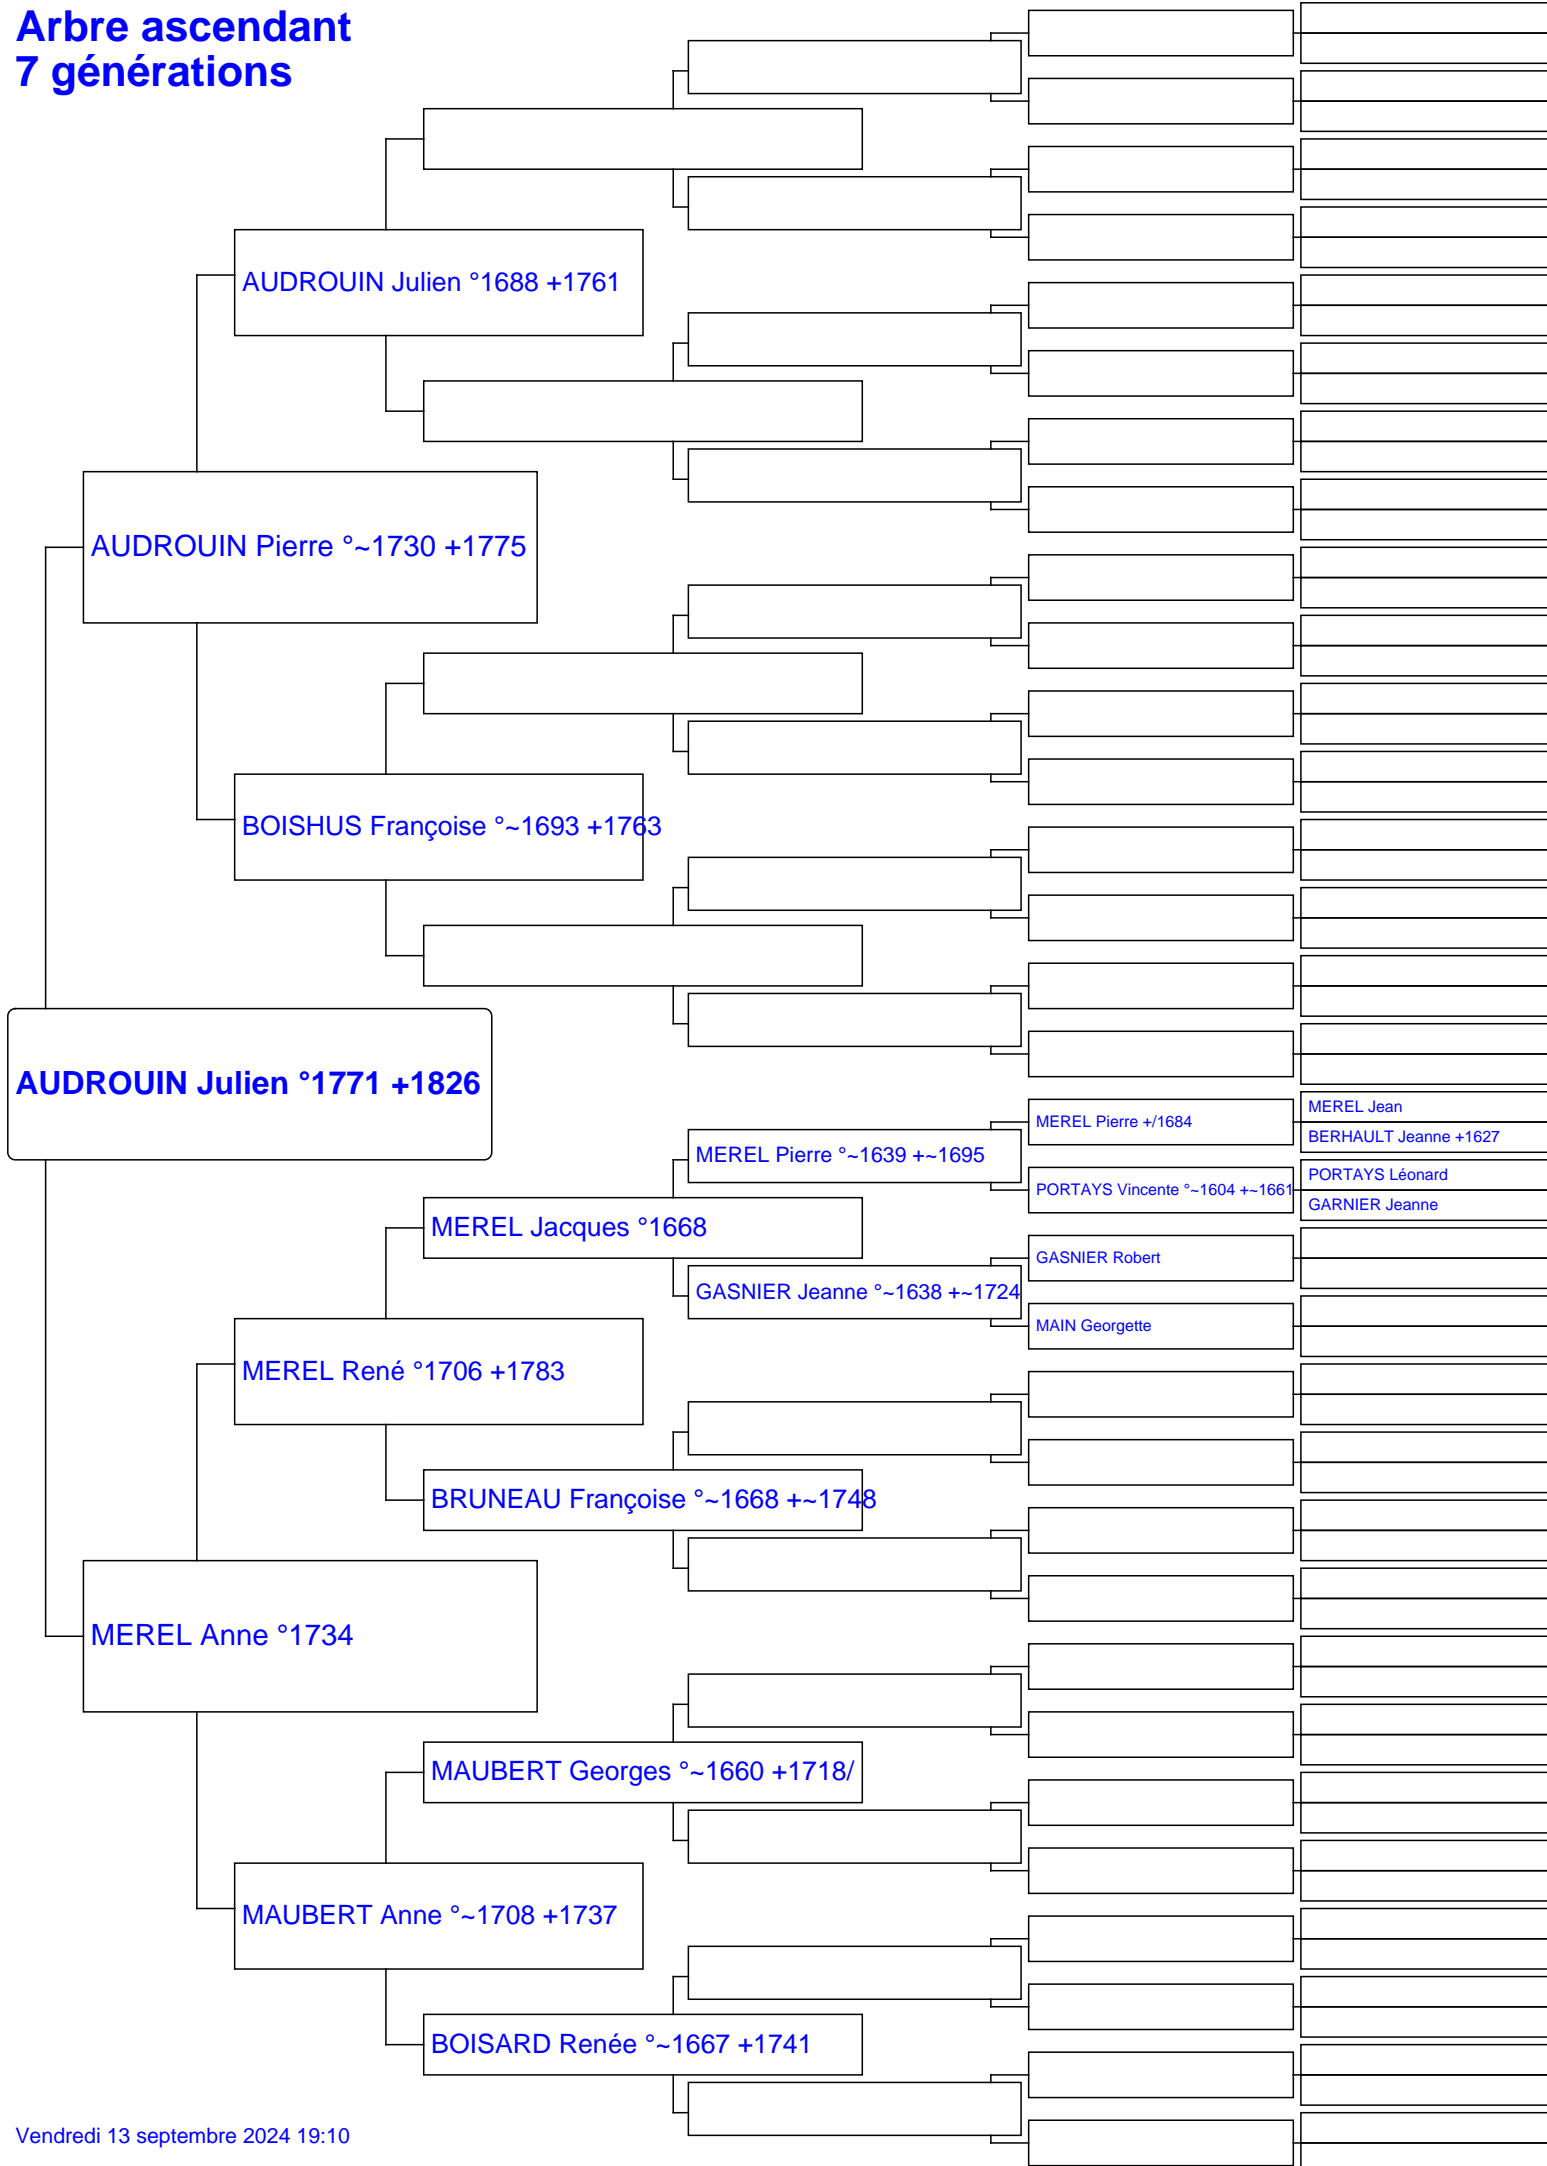 Arbre ascendant
7 générations
AUDROUIN Julien °1688 +1761
AUDROUIN Pierre °~1730 +1775
BOISHUS Françoise °~1693 +1763
AUDROUIN Julien °1771 +1826
MEREL Pierre +/1684
MEREL Jean
BERHAULT Jeanne +1627
MEREL Pierre °~1639 +~1695
PORTAYS Vincente °~1604 +~1661
PORTAYS Léonard
GARNIER Jeanne
MEREL Jacques °1668
GASNIER Robert
GASNIER Jeanne °~1638 +~1724
MAIN Georgette
MEREL René °1706 +1783
BRUNEAU Françoise °~1668 +~1748
MEREL Anne °1734
MAUBERT Georges °~1660 +1718/
MAUBERT Anne °~1708 +1737
BOISARD Renée °~1667 +1741
Vendredi 13 septembre 2024 19:10